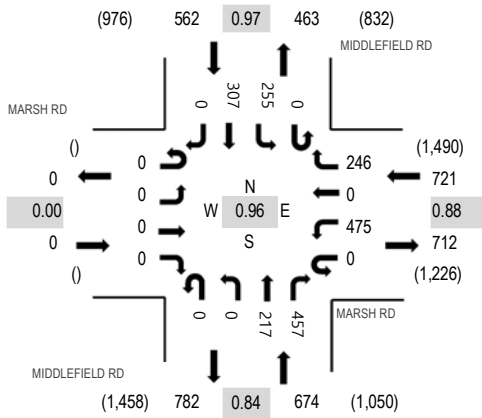 (976) 562 0.97 463 (832)
MIDDLEFIELD RD
0 307 255 0
MARSH RD
() (1,490)
0 246
0 721
0 0
0.00 W N E S 0.96 0.88
0 475
0 712
0 0
() (1,226)
0 0 217 457
MARSH RD
MIDDLEFIELD RD
(1,458) 782 0.84 674 (1,050)